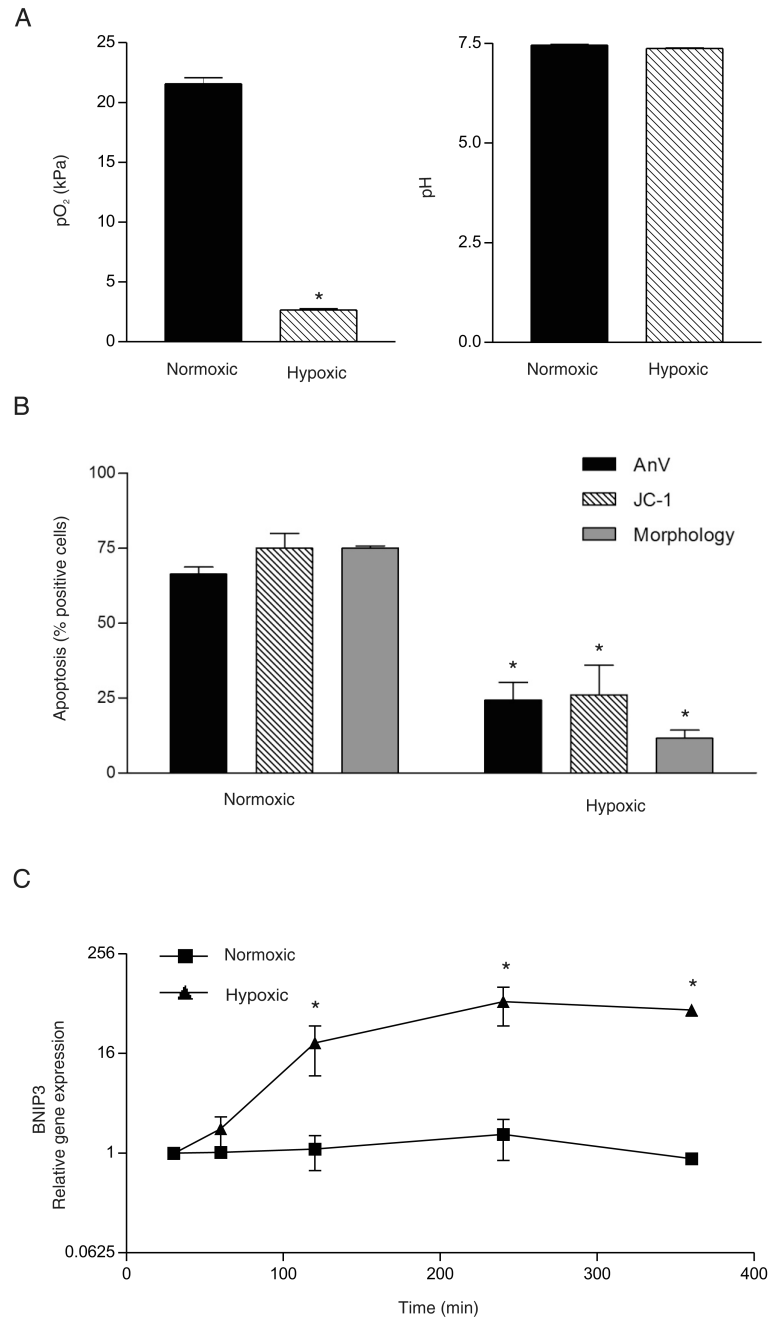 A
25
20
15
10
5
0
pO₂ (kPa)
*
Normoxic
Hypoxic
7.5
5.0
2.5
0.0
pH
Normoxic
Hypoxic
B
100
75
50
25
0
Apoptosis (% positive cells)
AnV
JC-1
Morphology
* * *
Normoxic
Hypoxic
C
256
16
1
0.0625
BNIP3
Relative gene expression
Normoxic
Hypoxic
* * *
0 100 200 300 400
Time (min)